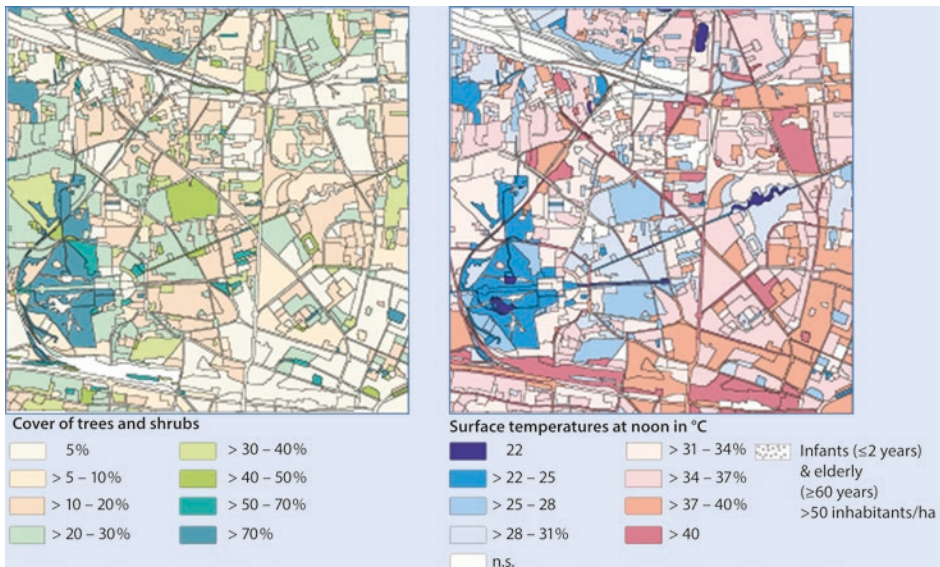 Cover of trees and shrubs
5%
> 5 – 10%
> 10 – 20%
> 20 – 30%
> 30 – 40%
> 40 – 50%
> 50 – 70%
> 70%
Surface temperatures at noon in °C
22
> 22 – 25
> 25 – 28
> 28 – 31%
n.s.
> 31 – 34%
> 34 – 37%
> 37 – 40%
> 40
Infants (≤2 years)
& elderly
(≥60 years)
>50 inhabitants/ha